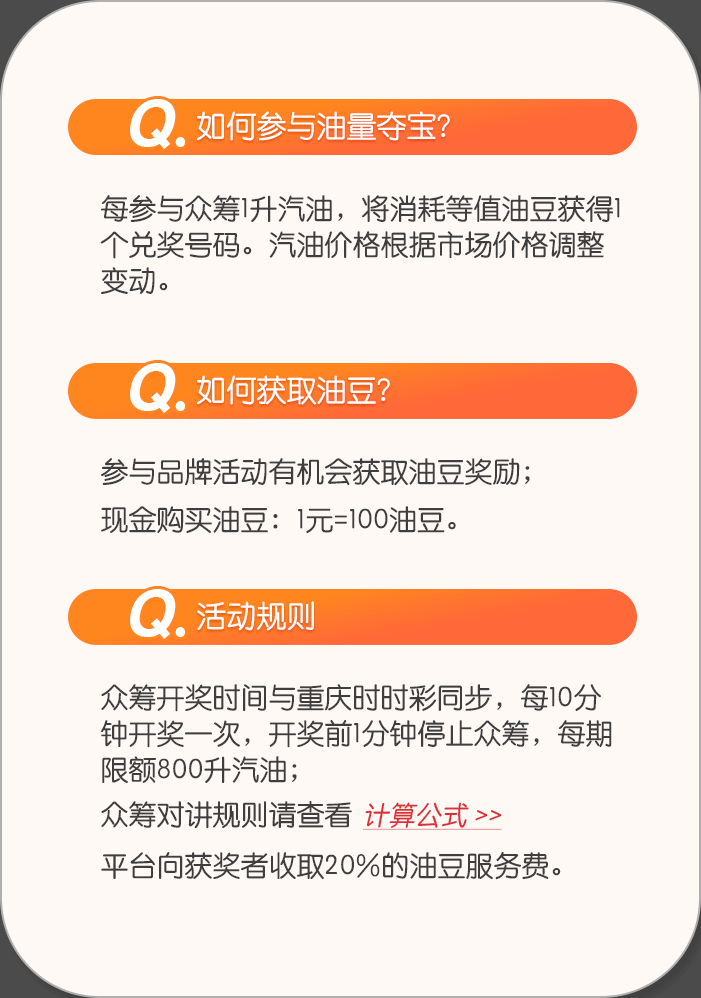 Q. 如何参与油量夺宝?
每参与众筹1升汽油，将消耗等值油豆获得1
个兑奖号码。汽油价格根据市场价格调整
变动。
Q. 如何获取油豆?
参与品牌活动有机会获取油豆奖励；
现金购买油豆：1元=100油豆。
Q. 活动规则
众筹开奖时间与重庆时时彩同步，每10分
钟开奖一次，开奖前1分钟停止众筹，每期
限额800升汽油；
众筹对讲规则请查看 计算公式 >>
平台向获奖者收取20%的油豆服务费。